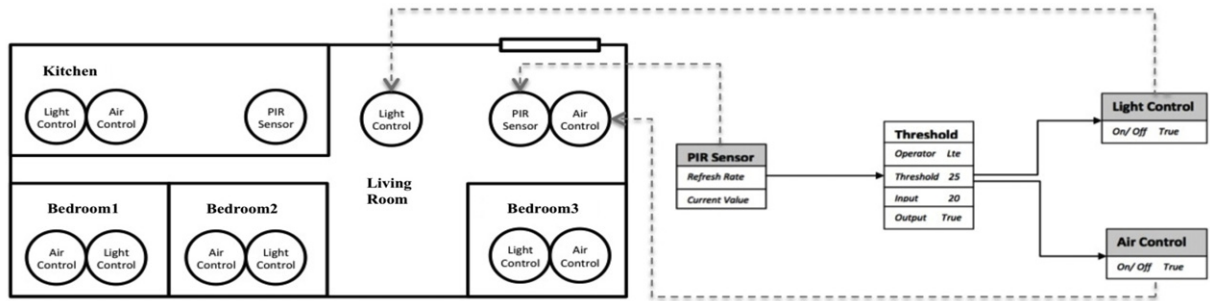 Kitchen
Light
Control
Air
Control
PIR
Sensor
Light
Control
PIR
Sensor
Air
Control
Living
Room
Bedroom1
Air
Control
Light
Control
Bedroom2
Air
Control
Light
Control
Bedroom3
Light
Control
Air
Control
PIR Sensor
Refresh Rate
Current Value
Threshold
Operator Lte
Threshold 25
Input 20
Output True
Light Control
On/ Off True
Air Control
On/ Off True